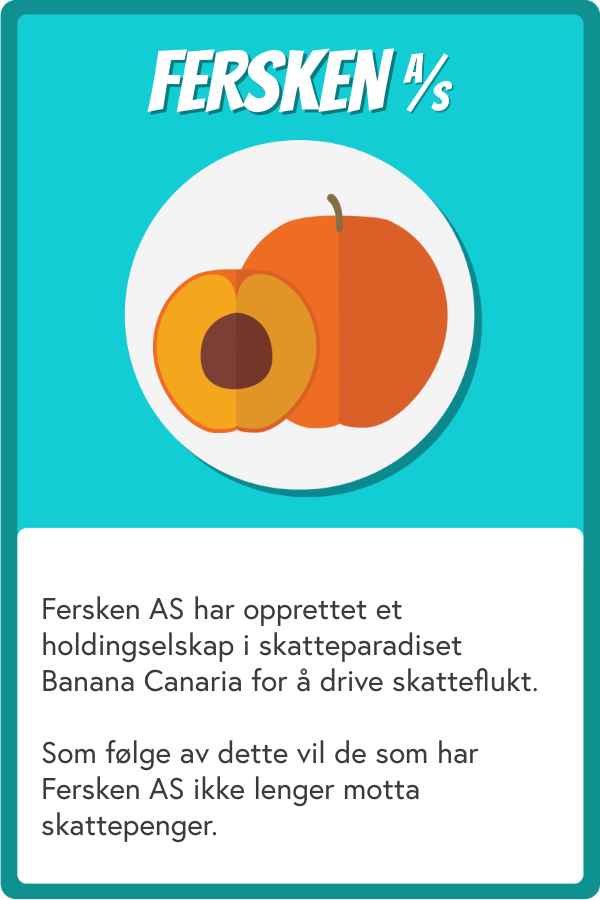 FERSKEN A/S
Fersken AS har opprettet et
holdingselskap i skatteparadiset
Banana Canaria for å drive skatteflukt.
Som følge av dette vil de som har
Fersken AS ikke lenger motta
skattepenger.